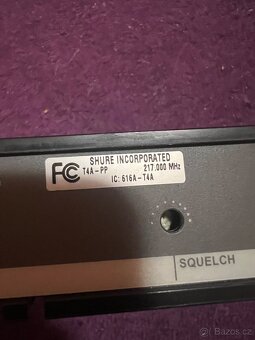 SHURE INCORPORATED
FC T4A-PP 217.000 MHz
IC: 616A-T4A
SQUELCH
Bazos.cz